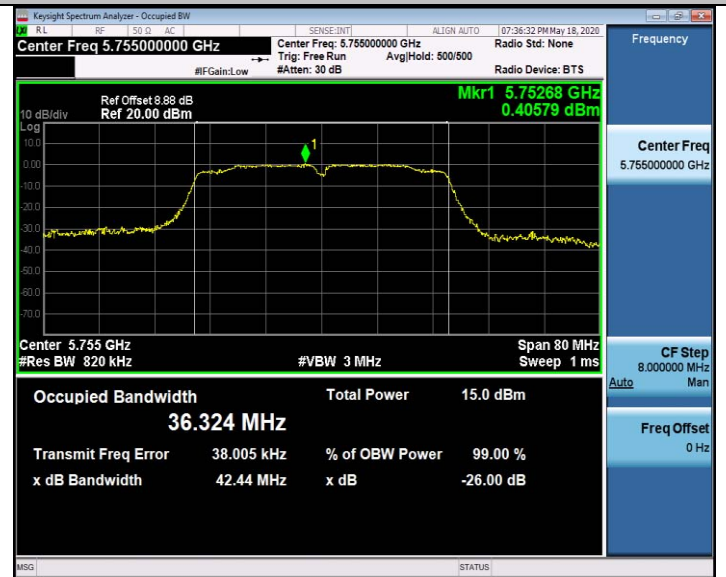 Keysight Spectrum Analyzer - Occupied BW
RL RF 50 Ω AC SENSE:INT ALIGN AUTO 07:36:32 PM May 18, 2020
Center Freq 5.755000000 GHz
Center Freq: 5.755000000 GHz Radio Std: None
Trig: Free Run Avg|Hold: 500/500
#IFGain:Low #Atten: 30 dB Radio Device: BTS
Ref Offset 8.88 dB Mkr1 5.75268 GHz
10 dB/div Ref 20.00 dBm 0.40579 dBm
Log
10.0
1
0.00
-10.0
-20.0
-30.0
-40.0
-50.0
-60.0
-70.0
Center 5.755 GHz Span 80 MHz
#Res BW 820 kHz #VBW 3 MHz Sweep 1 ms
Occupied Bandwidth Total Power 15.0 dBm
36.324 MHz
Transmit Freq Error 38.005 kHz % of OBW Power 99.00 %
x dB Bandwidth 42.44 MHz x dB -26.00 dB
MSG STATUS
Frequency
Center Freq
5.755000000 GHz
CF Step
8.000000 MHz
Auto Man
Freq Offset
0 Hz